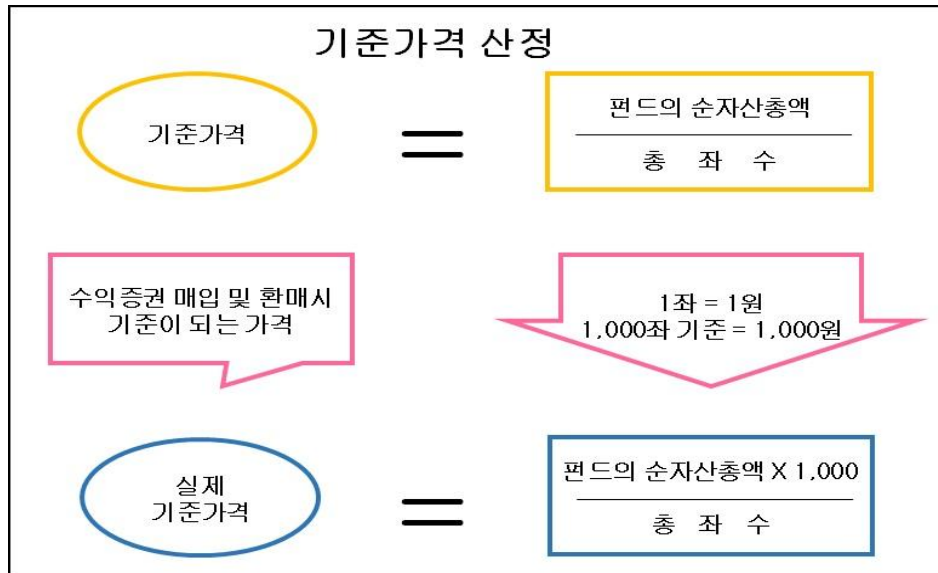 기준가격 산정
기준가격
=
펀드의 순자산총액
총 좌 수
수익증권 매입 및 환매시
기준이 되는 가격
1좌 = 1원
1,000좌 기준 = 1,000원
실제
기준가격
=
펀드의 순자산총액 X 1,000
총 좌 수